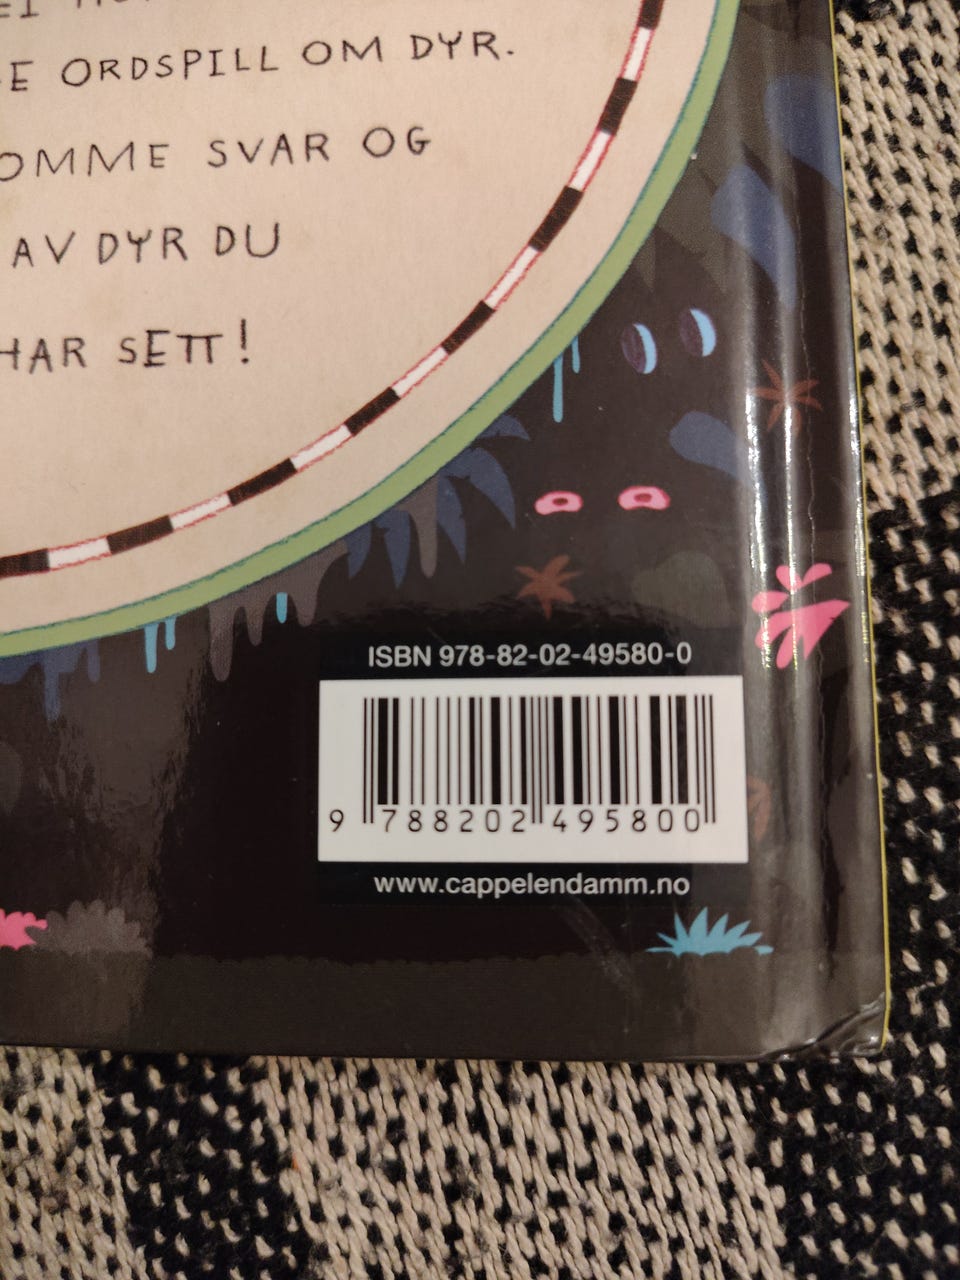 ORDSPILL OM DYR.
SVAR OG
AV DYR DU
HAR SETT!
ISBN 978-82-02-49580-0
9 788202 495800
www.cappelendamm.no